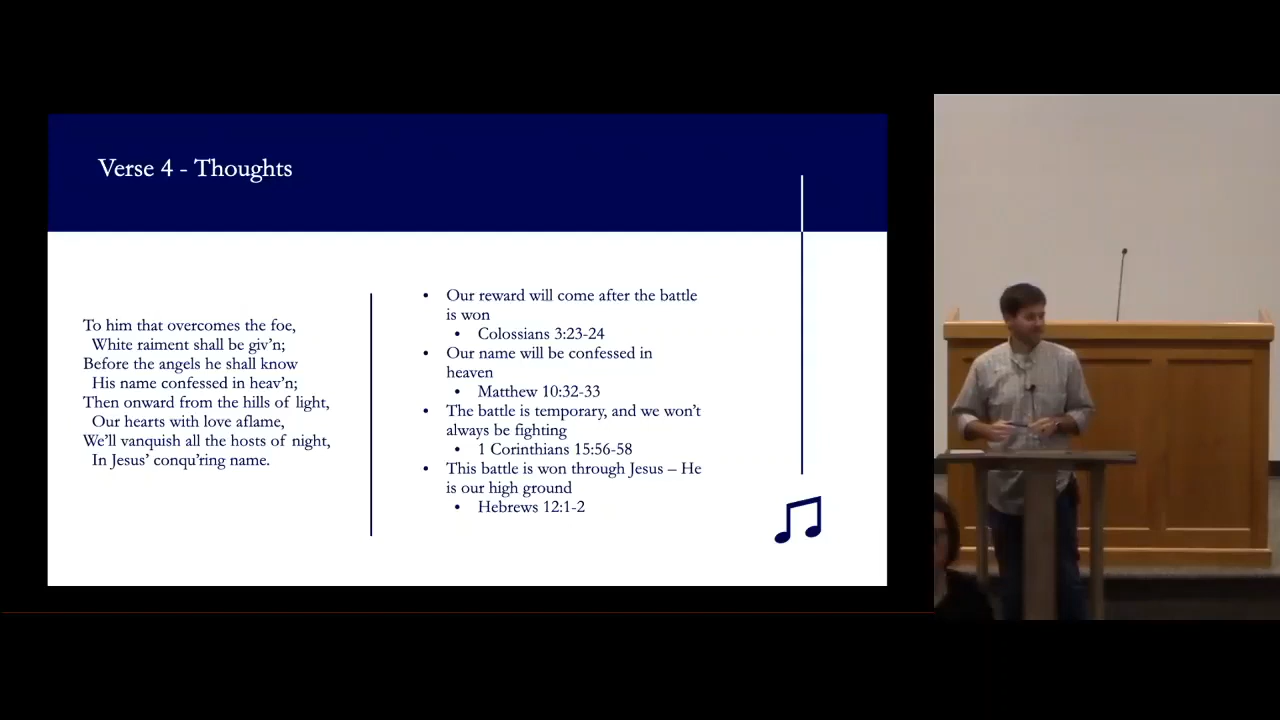 Verse 4 - Thoughts
To him that overcomes the foe,
White raiment shall be giv’n;
Before the angels he shall know
His name confessed in heav’n;
Then onward from the hills of light,
Our hearts with love aflame,
We’ll vanquish all the hosts of night,
In Jesus’ conqu’ring name.
• Our reward will come after the battle
is won
• Colossians 3:23-24
• Our name will be confessed in
heaven
• Matthew 10:32-33
• The battle is temporary, and we won’t
always be fighting
• 1 Corinthians 15:56-58
• This battle is won through Jesus – He
is our high ground
• Hebrews 12:1-2